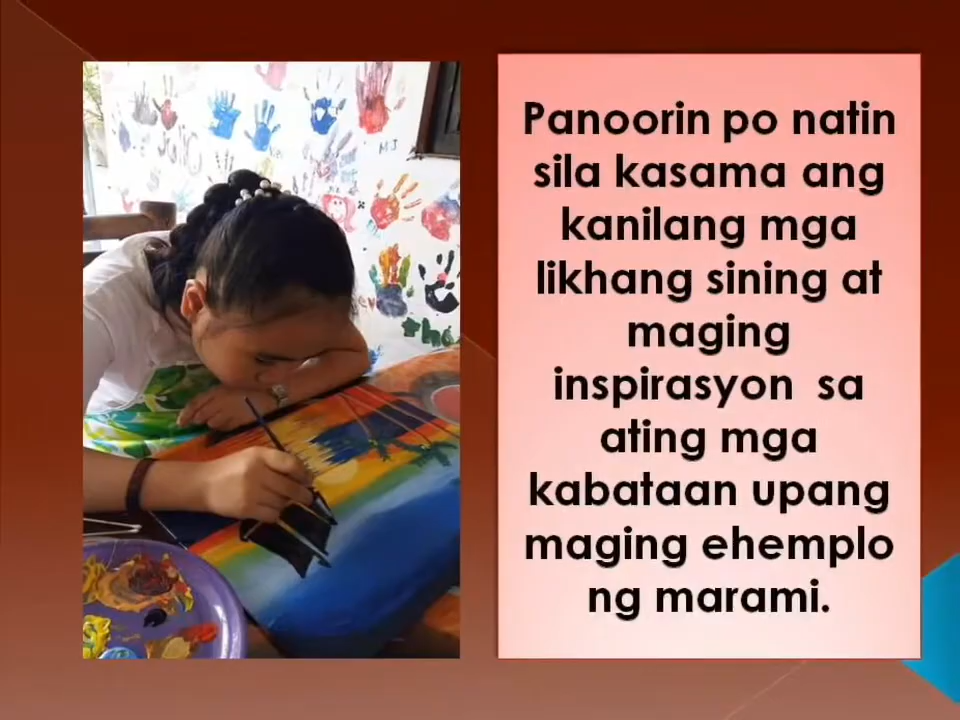 Panoorin po natin
sila kasama ang
kanilang mga
likhang sining at
maging
inspirasyon sa
ating mga
kabataan upang
maging ehemplo
ng marami.